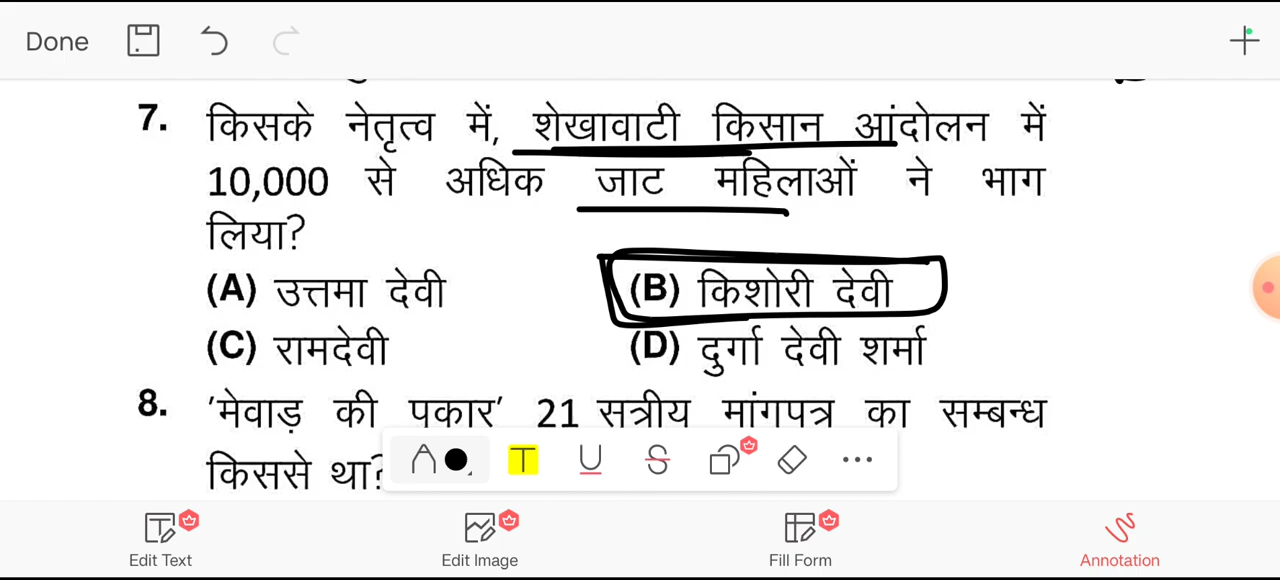 Done
7. किसके नेतृत्व में, शेखावाटी किसान आंदोलन में
10,000 से अधिक जाट महिलाओं ने भाग
लिया?
(A) उत्तमा देवी (B) किशोरी देवी
(C) रामदेवी (D) दुर्गा देवी शर्मा
8. 'मेवाड़ की पुकार' 21 सूत्रीय मांगपत्र का सम्बन्ध
किससे था?
T U S
Edit Text Edit Image Fill Form Annotation